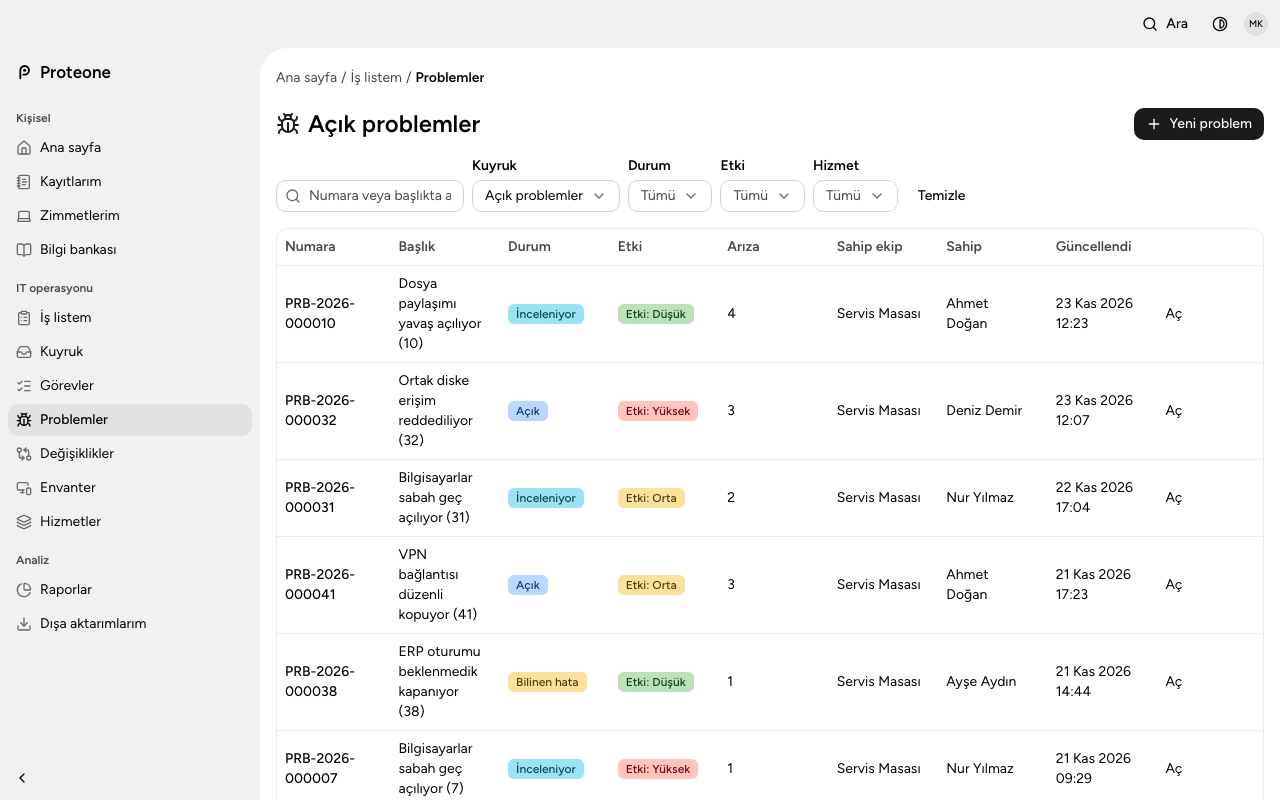 Ara
MK
Proteone
Kişisel
Ana sayfa
Kayıtlarım
Zimmetlerim
Bilgi bankası
IT operasyonu
İş listem
Kuyruk
Görevler
Problemler
Değişiklikler
Envanter
Hizmetler
Analiz
Raporlar
Dışa aktarımlarım
Ana sayfa / İş listem / Problemler
Açık problemler
Yeni problem
Kuyruk Durum Etki Hizmet
Numara veya başlıkta a Açık problemler Tümü Tümü Tümü Temizle
Numara Başlık Durum Etki Arıza Sahip ekip Sahip Güncellendi
PRB-2026-
000010
Dosya
paylaşımı
yavaş açılıyor
(10)
İnceleniyor
Etki: Düşük
4
Servis Masası
Ahmet
Doğan
23 Kas 2026
12:23
Aç
PRB-2026-
000032
Ortak diske
erişim
reddediliyor
(32)
Açık
Etki: Yüksek
3
Servis Masası
Deniz Demir
23 Kas 2026
12:07
Aç
PRB-2026-
000031
Bilgisayarlar
sabah geç
açılıyor (31)
İnceleniyor
Etki: Orta
2
Servis Masası
Nur Yılmaz
22 Kas 2026
17:04
Aç
PRB-2026-
000041
VPN
bağlantısı
düzenli
kopuyor (41)
Açık
Etki: Orta
3
Servis Masası
Ahmet
Doğan
21 Kas 2026
17:23
Aç
PRB-2026-
000038
ERP oturumu
beklenmedik
kapanıyor
(38)
Bilinen hata
Etki: Düşük
1
Servis Masası
Ayşe Aydın
21 Kas 2026
14:44
Aç
PRB-2026-
000007
Bilgisayarlar
sabah geç
açılıyor (7)
İnceleniyor
Etki: Yüksek
1
Servis Masası
Nur Yılmaz
21 Kas 2026
09:29
Aç